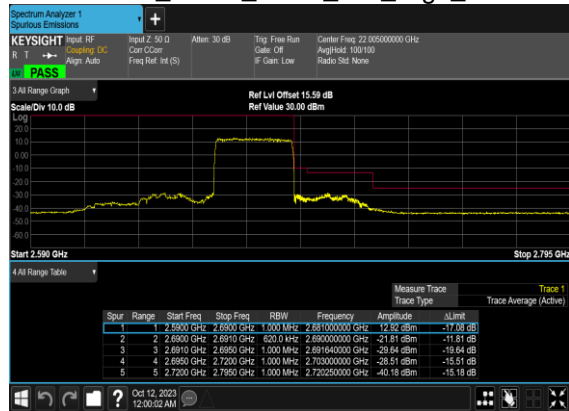 Spectrum Analyzer 1
Spurious Emissions
+
KEYSIGHT Input: RF Input Z: 50 Ω Atten: 30 dB Trig: Free Run Center Freq: 22.005000000 GHz
R T Coupling: DC Corr CCorr Gate: Off Avg|Hold: 100/100
Align: Auto Freq Ref: Int (S) IF Gain: Low Radio Std: None
PASS
3 All Range Graph
Ref Lvl Offset 15.59 dB
Scale/Div 10.0 dB Ref Value 30.00 dBm
Log
20.0
10.0
0.00
-10.0
-20.0
-30.0
-40.0
-50.0
-60.0
Start 2.590 GHz Stop 2.795 GHz
4 All Range Table
Measure Trace Trace 1
Trace Type Trace Average (Active)
Spur Range Start Freq Stop Freq RBW Frequency Amplitude ΔLimit
1 1 2.5900 GHz 2.6900 GHz 1.000 MHz 2.681000000 GHz 12.92 dBm -17.08 dB
2 2 2.6900 GHz 2.6910 GHz 620.0 kHz 2.690000000 GHz -21.81 dBm -11.81 dB
3 3 2.6910 GHz 2.6950 GHz 1.000 MHz 2.691640000 GHz -29.64 dBm -19.64 dB
4 4 2.6950 GHz 2.7200 GHz 1.000 MHz 2.703000000 GHz -28.51 dBm -15.51 dB
5 5 2.7200 GHz 2.7950 GHz 1.000 MHz 2.720250000 GHz -40.18 dBm -15.18 dB
? Oct 12, 2023
12:00:02 AM